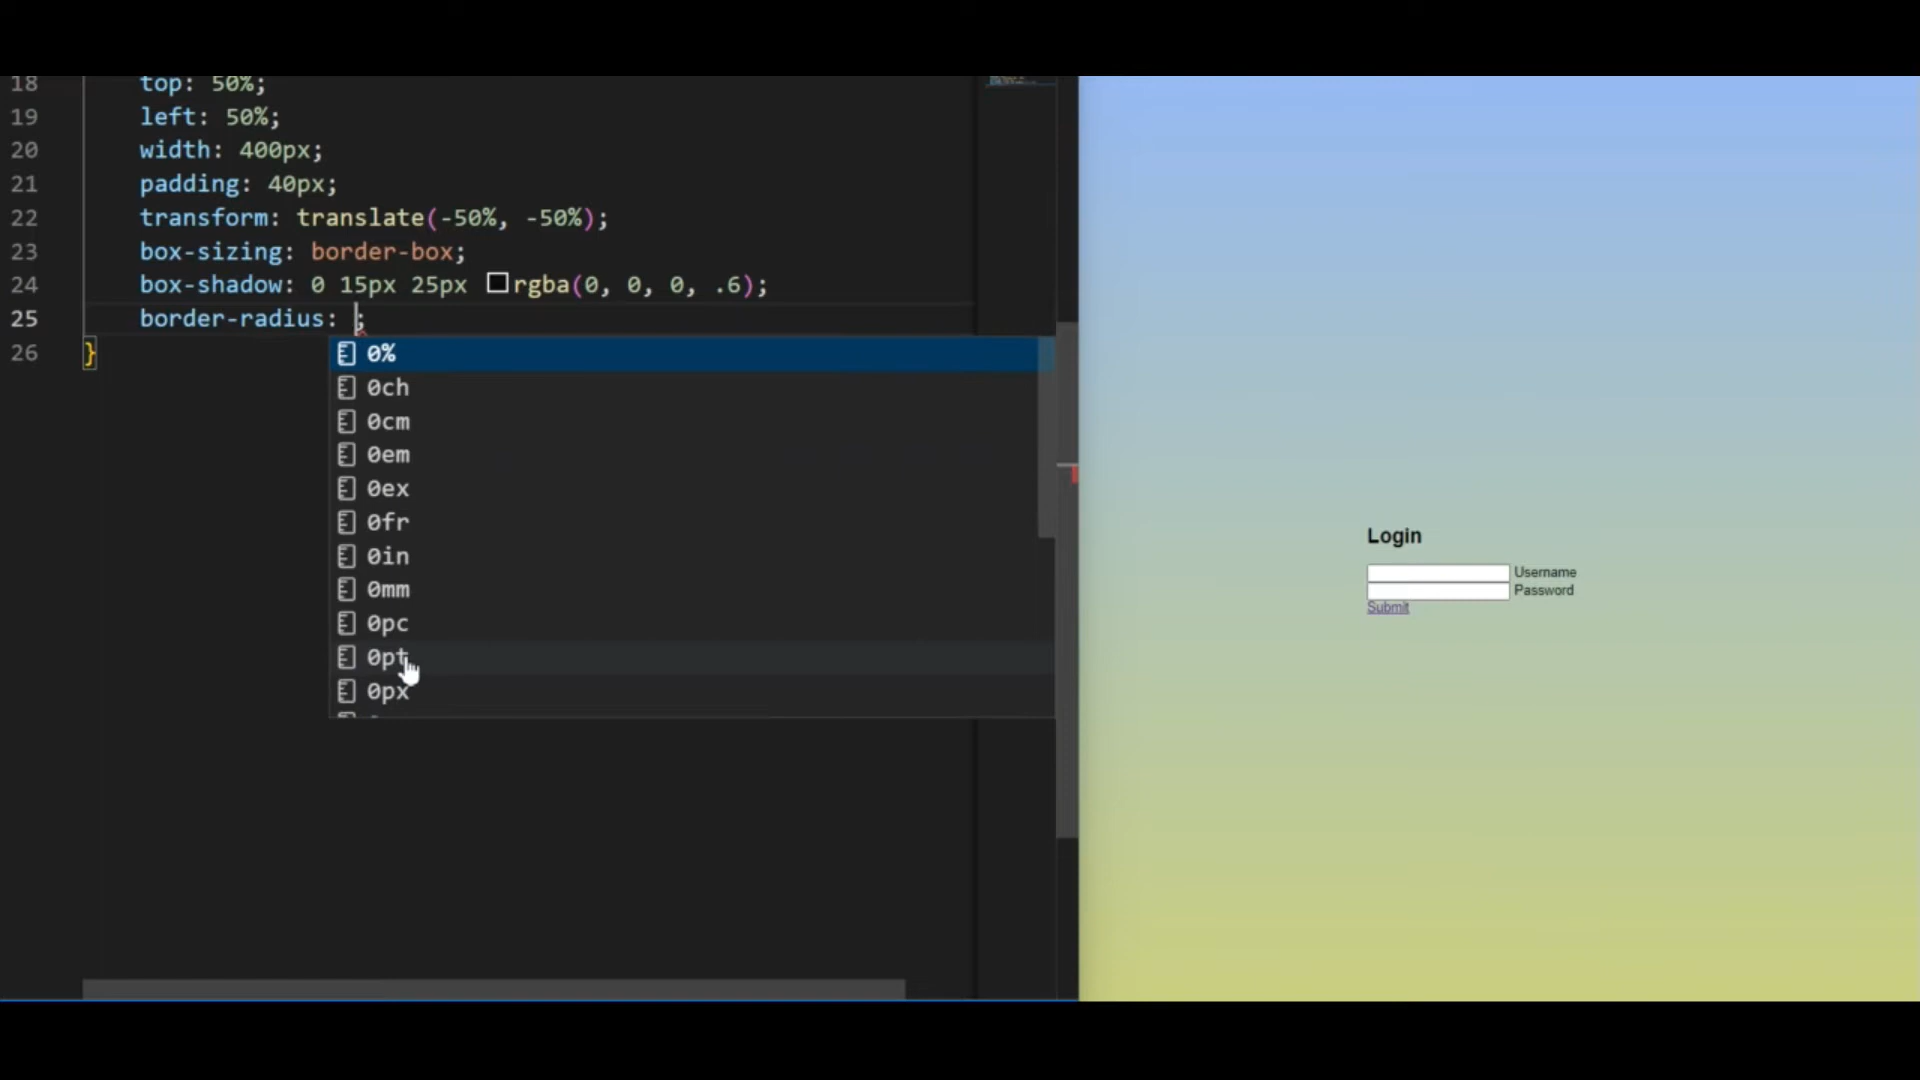 18 top: 50%;
19 left: 50%;
20 width: 400px;
21 padding: 40px;
22 transform: translate(-50%, -50%);
23 box-sizing: border-box;
24 box-shadow: 0 15px 25px rgba(0, 0, 0, .6);
25 border-radius: ;
26 }
0%
0ch
0cm
0em
0ex
0fr
0in
0mm
0pc
0pt
0px
Login
Username
Password
Submit